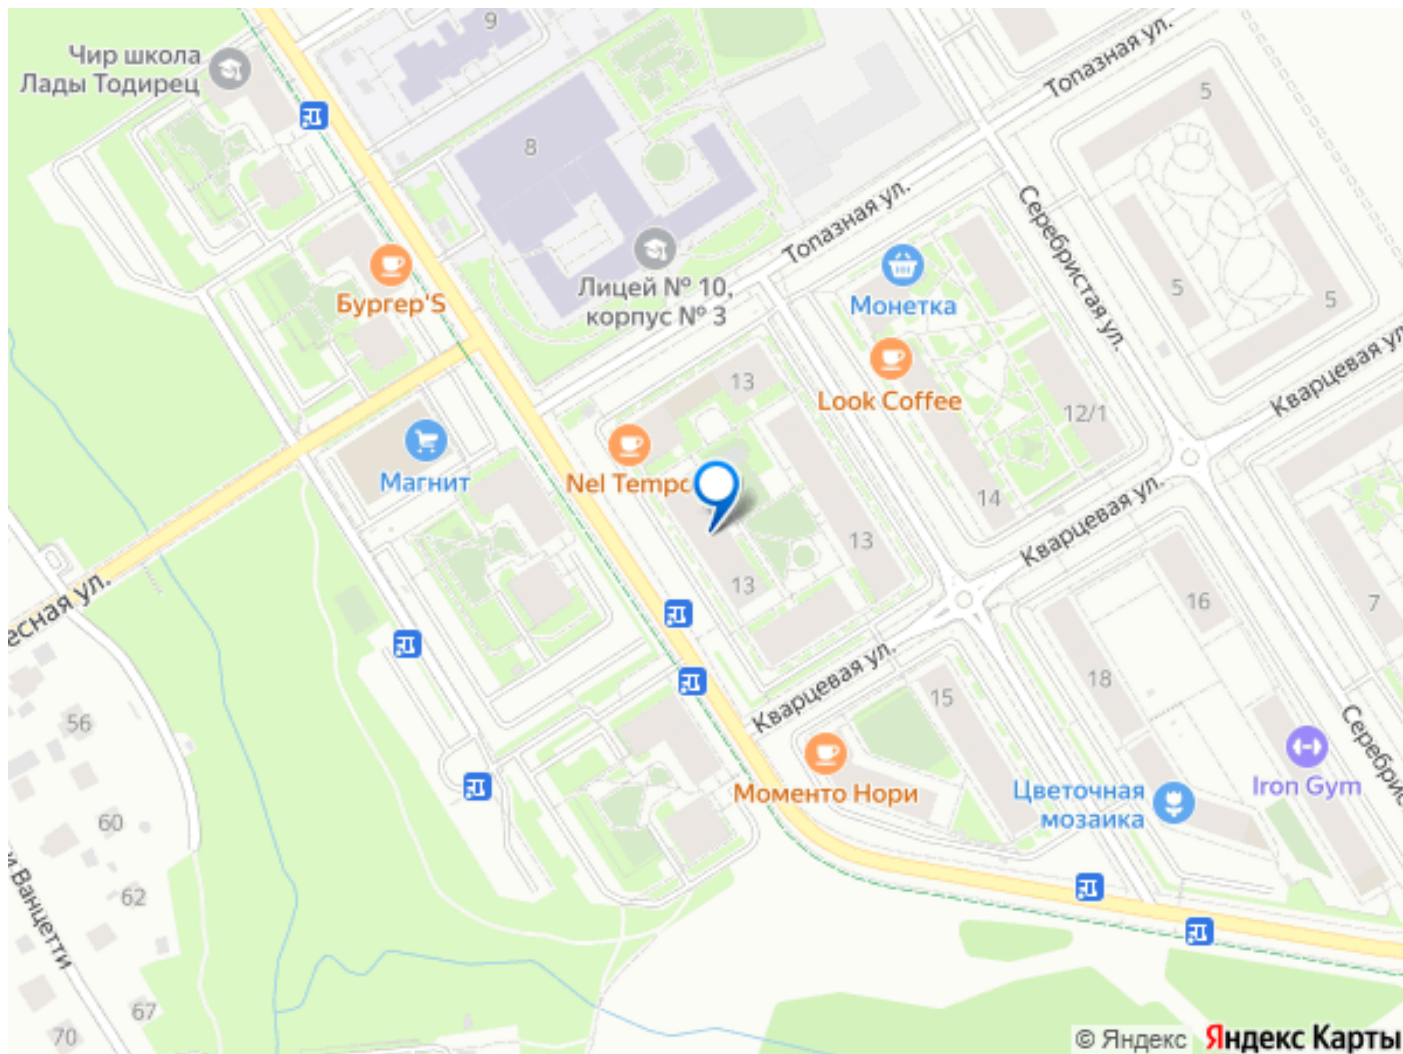 9
Чир школа
Лады Тодирец
Топазная ул.
5
8
Серебристая ул.
Топазная ул.
Лицей № 10,
корпус № 3
Монетка
Бургер'S
5
5
Кварцевая ул
13
Look Coffee
12/1
Магнит
Nel Tempo
14
Кварцевая ул.
13
13
есная ул.
16
7
Кварцевая ул.
18
15
56
Серебрис
Моменто Нори
Цветочная
мозаика
Iron Gym
60
и Ванцетти
62
67
70
© Яндекс
Яндекс Карты